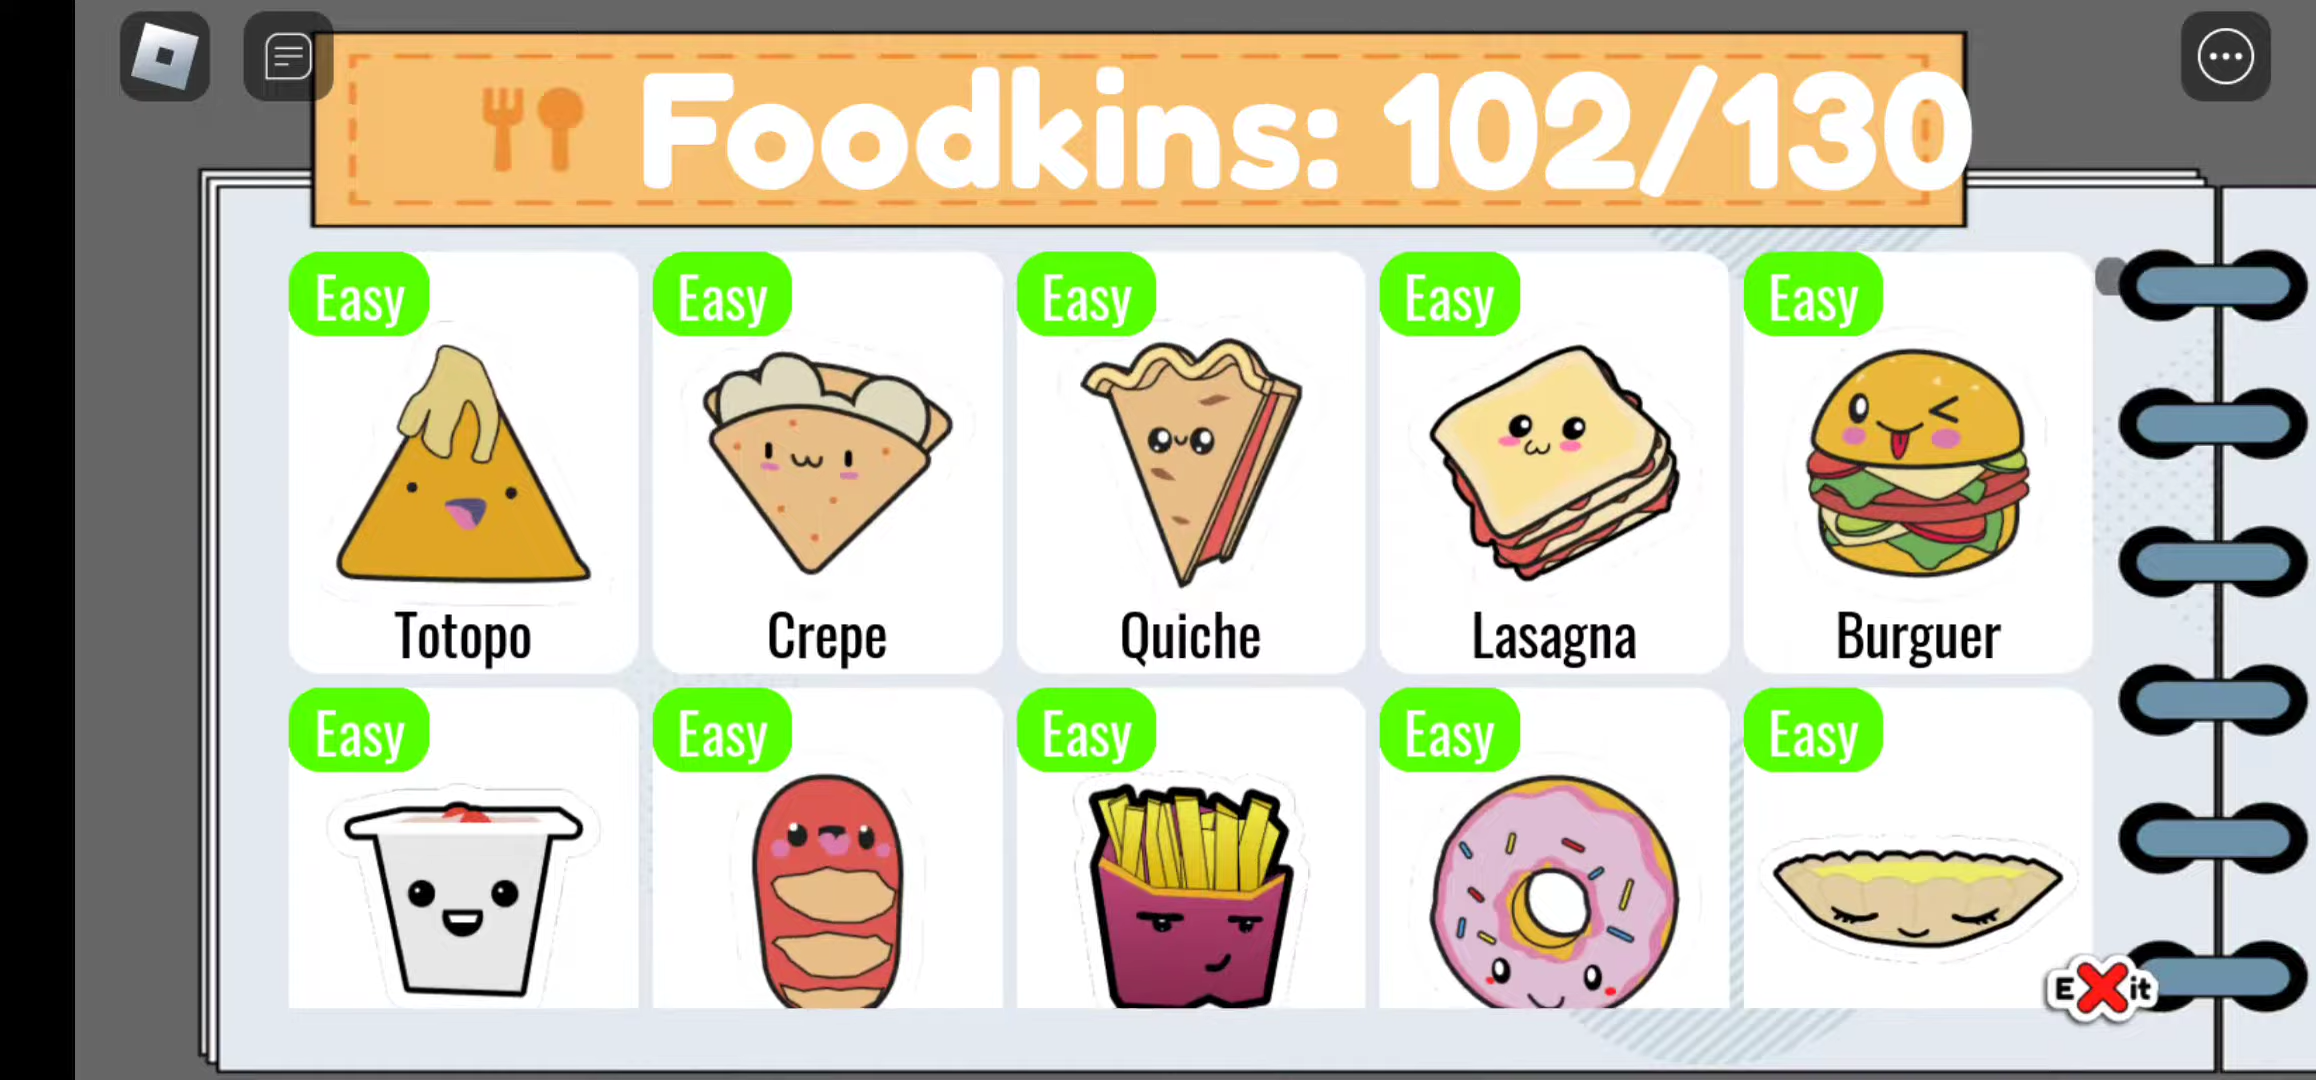 Foodkins: 102/130
Easy Easy Easy Easy Easy
Totopo Crepe Quiche Lasagna Burguer
Easy Easy Easy Easy Easy
EXit